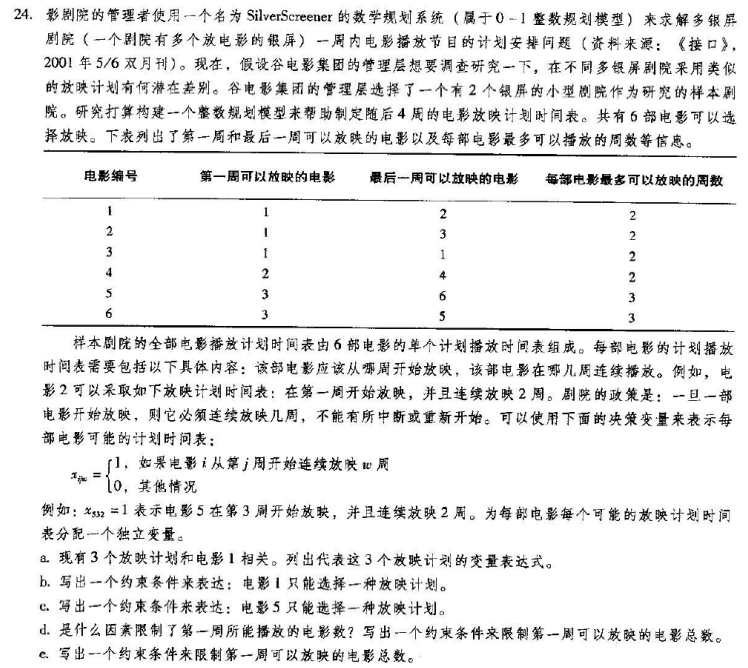 24. 影剧院的管理者使用一个名为 SilverScreener 的数学规划系统（属于 0－1 整数规划模型）来求解多银屏
剧院（一个剧院有多个放电影的银屏）一周内电影播放节目的计划安排问题（资料来源：《接口》，
2001 年 5/6 双月刊）。现在，假设谷电影集团的管理层想要调查研究一下，在不同多银屏剧院采用类似
的放映计划有何潜在差别。谷电影集团的管理层选择了一个有 2 个银屏的小型剧院作为研究的样本剧
院。研究打算构建一个整数规划模型来帮助制定随后 4 周的电影放映计划时间表。共有 6 部电影可以选
择放映。下表列出了第一周和最后一周可以放映的电影以及每部电影最多可以播放的周数等信息。
电影编号 第一周可以放映的电影 最后一周可以放映的电影 每部电影最多可以放映的周数
1 1 2 2
2 1 3 2
3 1 1 2
4 2 4 2
5 3 6 3
6 3 5 3
样本剧院的全部电影播放计划时间表由 6 部电影的单个计划播放时间表组成。每部电影的计划播放
时间表需要包括以下具体内容：该部电影应该从哪周开始放映，该部电影在哪几周连续播放。例如，电
影 2 可以采取如下放映计划时间表：在第一周开始放映，并且连续放映 2 周。剧院的政策是：一旦一部
电影开始放映，则它必须连续放映几周，不能有所中断或重新开始。可以使用下面的决策变量来表示每
部电影可能的计划时间表：
xijw = {1，如果电影 i 从第 j 周开始连续放映 w 周
0，其他情况
例如：x532 = 1 表示电影 5 在第 3 周开始放映，并且连续放映 2 周。为每部电影每个可能的放映计划时间
表分配一个独立变量。
a. 现有 3 个放映计划和电影 1 相关。列出代表这 3 个放映计划的变量表达式。
b. 写出一个约束条件来表达：电影 1 只能选择一种放映计划。
c. 写出一个约束条件来表达：电影 5 只能选择一种放映计划。
d. 是什么因素限制了第一周所能播放的电影数？写出一个约束条件来限制第一周可以放映的电影总数。
e. 写出一个约束条件来限制第一周可以放映的电影总数。